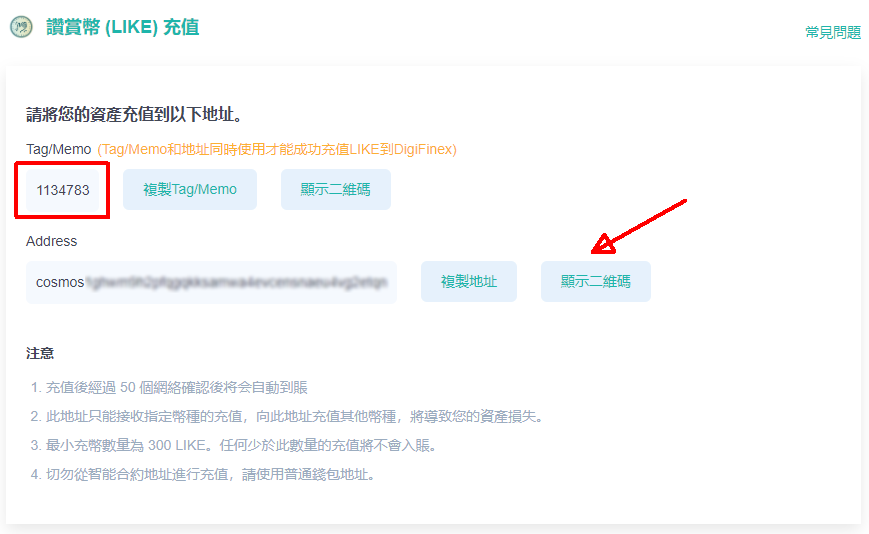 讚賞幣 (LIKE) 充值
常見問題
請將您的資產充值到以下地址。
Tag/Memo (Tag/Memo和地址同時使用才能成功充值LIKE到DigiFinex)
1134783 複製Tag/Memo 顯示二維碼
Address
cosmos 複製地址 顯示二維碼
注意
1. 充值後經過 50 個網絡確認後将会自動到賬
2. 此地址只能接收指定幣種的充值，向此地址充值其他幣種，將導致您的資產損失。
3. 最小充幣數量為 300 LIKE。任何少於此數量的充值將不會入賬。
4. 切勿從智能合約地址進行充值，請使用普通錢包地址。